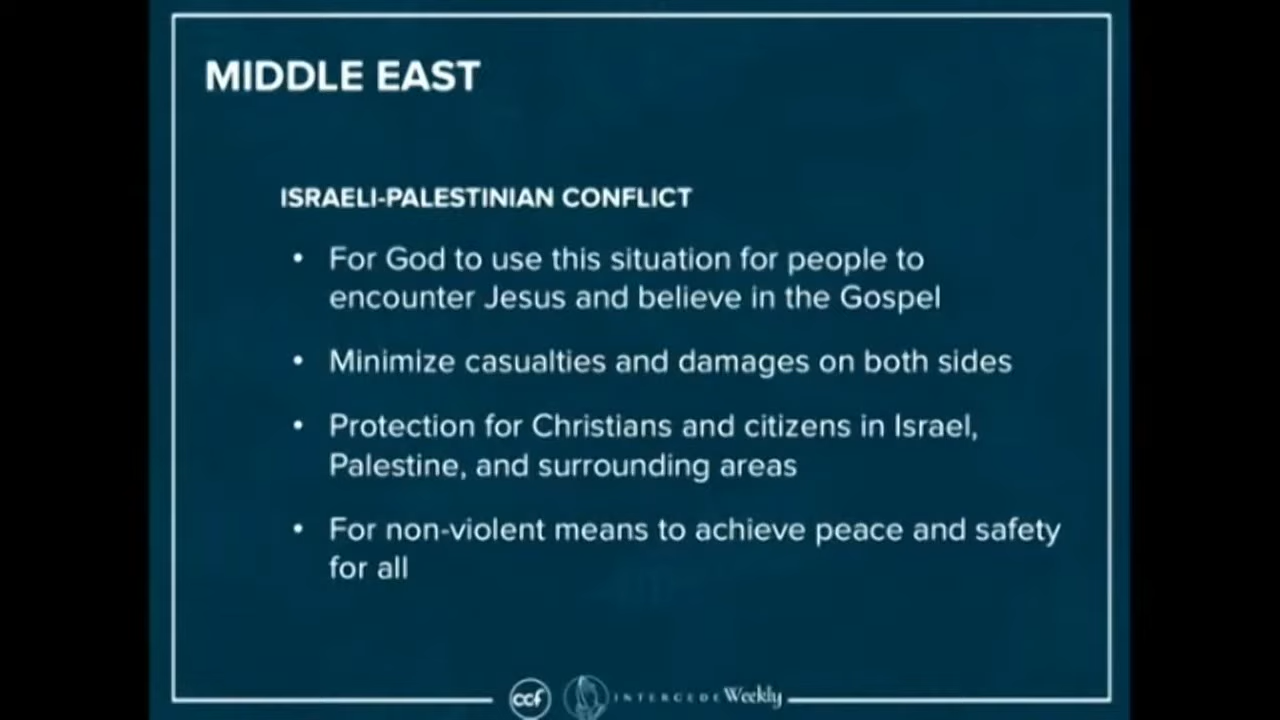 MIDDLE EAST
ISRAELI-PALESTINIAN CONFLICT
• For God to use this situation for people to
encounter Jesus and believe in the Gospel
• Minimize casualties and damages on both sides
• Protection for Christians and citizens in Israel,
Palestine, and surrounding areas
• For non-violent means to achieve peace and safety
for all
ccf INTERCEDE Weekly